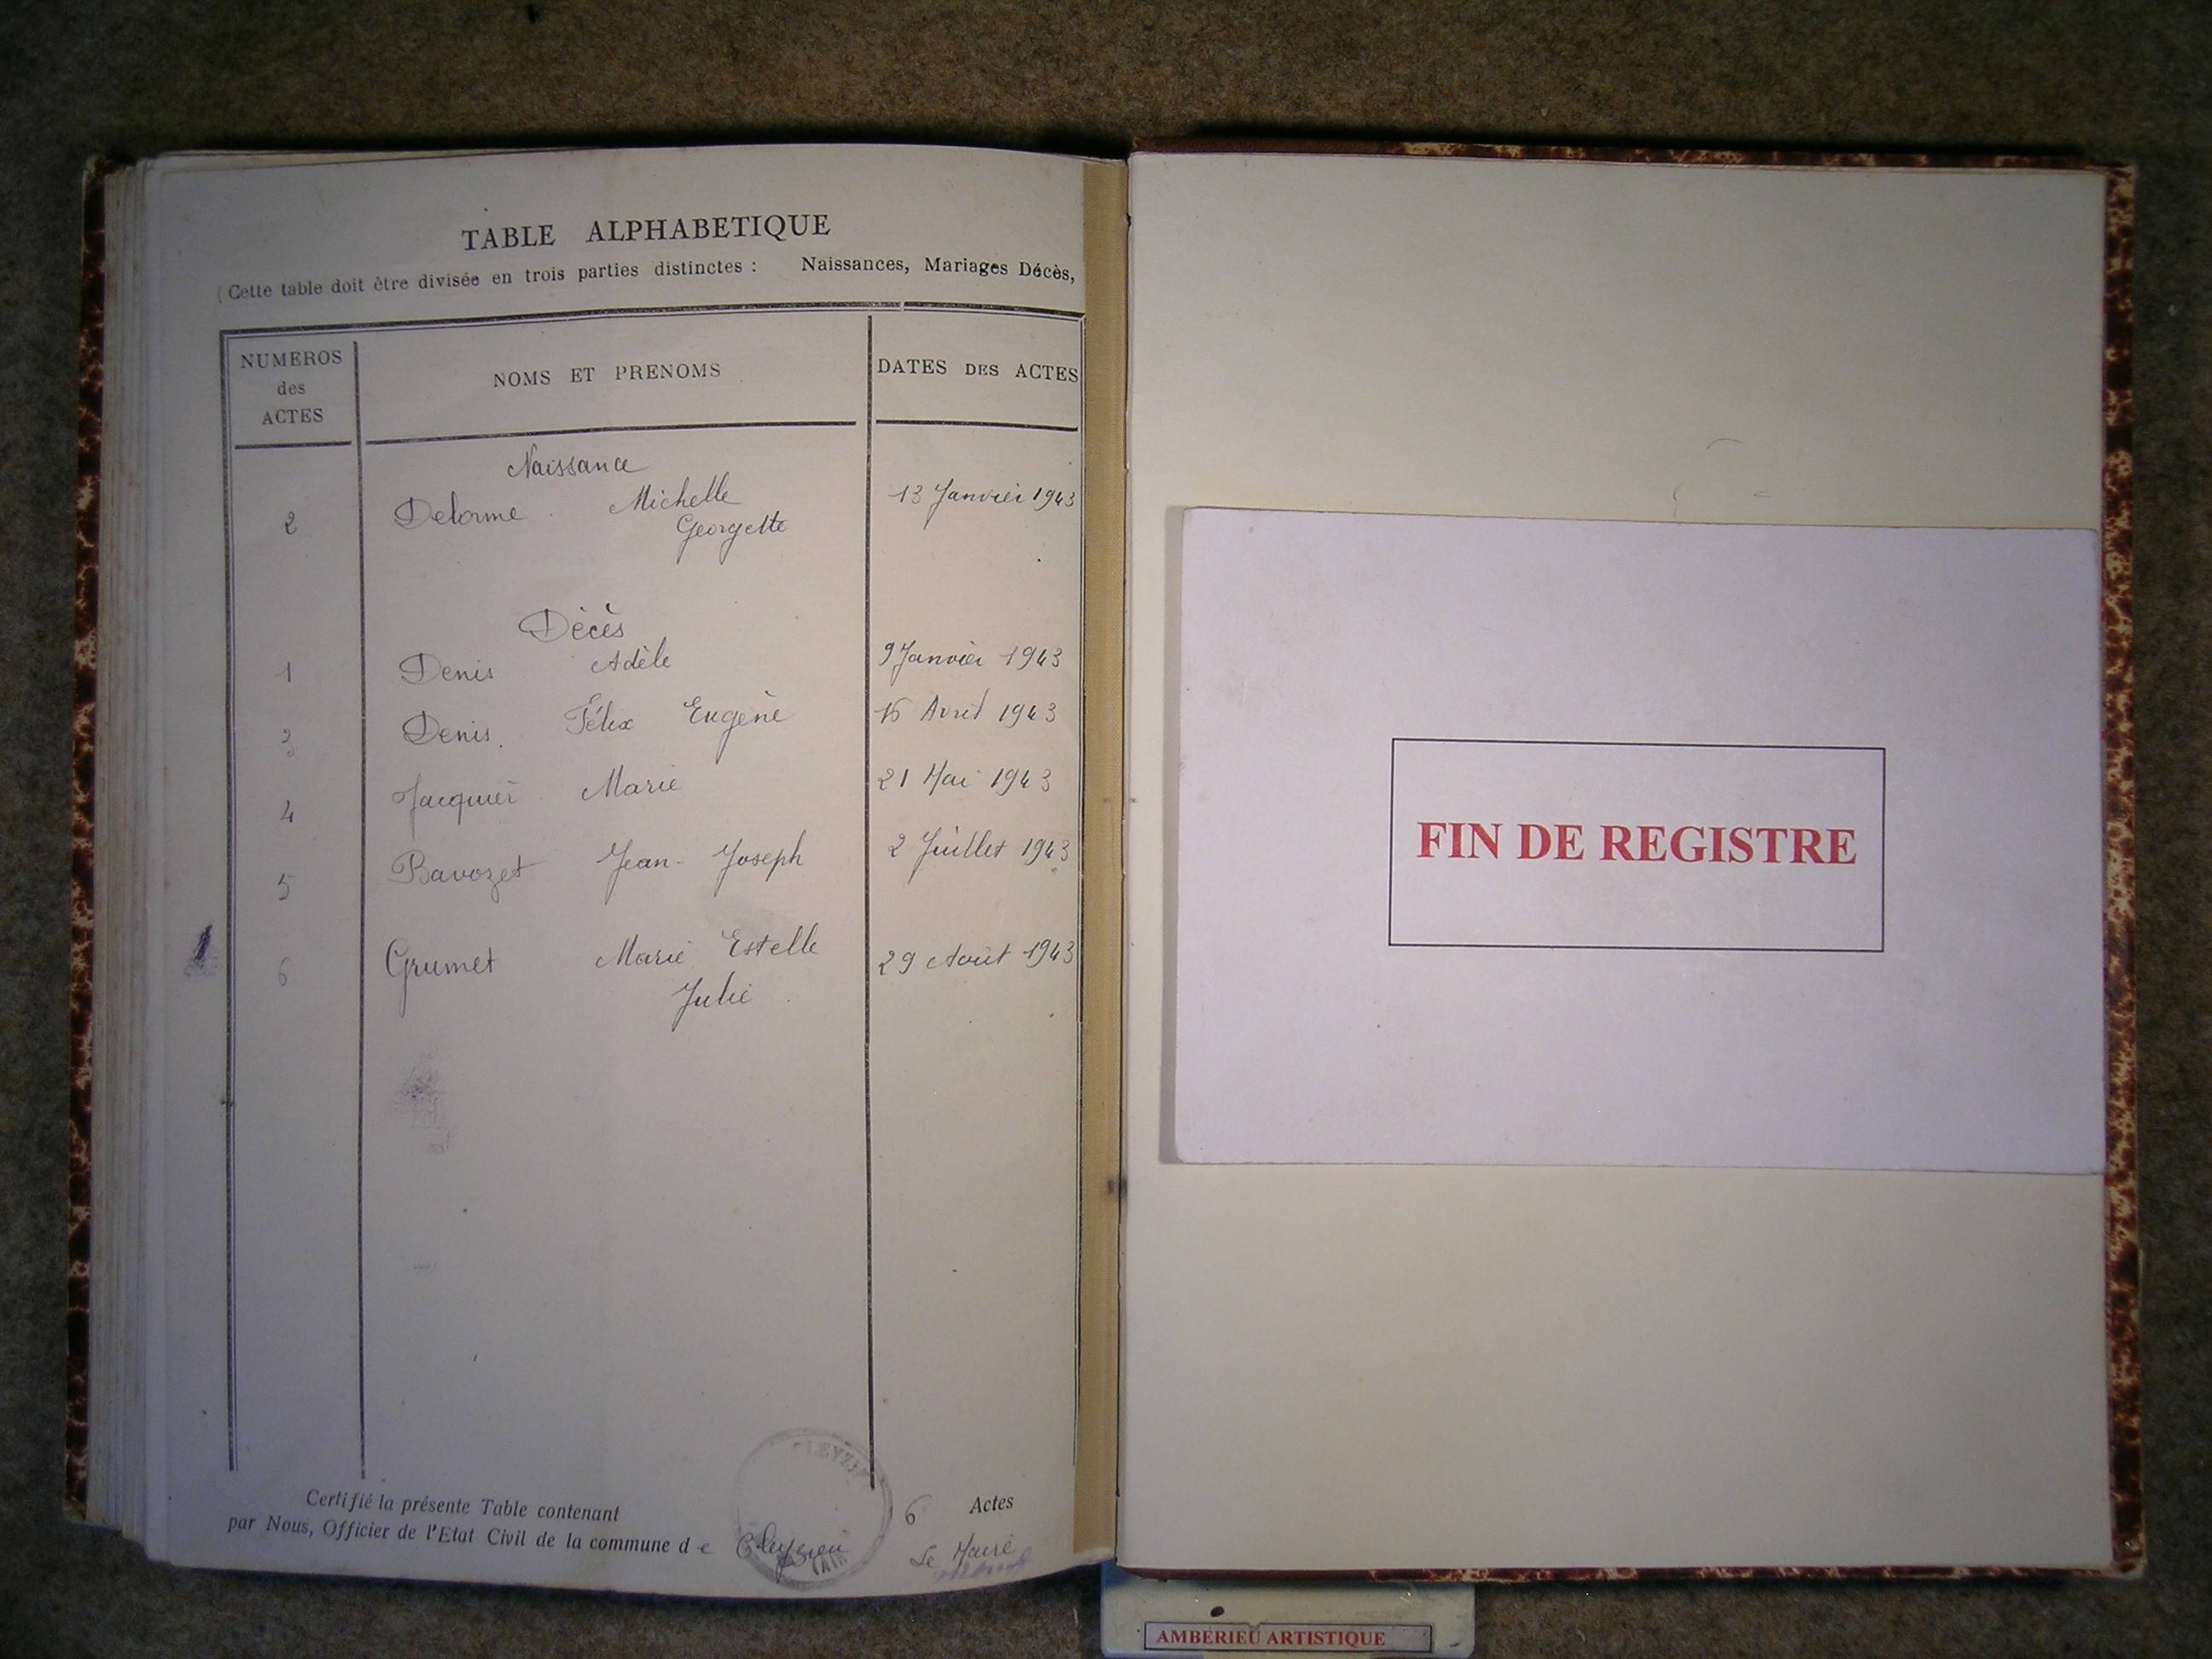 TABLE ALPHABETIQUE
(Cette table doit être divisée en trois parties distinctes : Naissances, Mariages Décès,
NUMEROS des ACTES
NOMS ET PRENOMS
DATES DES ACTES
Naissance
2 Delorme Michelle 13 Janvier 1943
Georgette
Décès
1 Denis Adèle 9 Janvier 1943
3 Denis Félix Eugène 16 Avril 1943
4 Jacquier Marie 21 Mai 1943
5 Bavozet Jean-Joseph 2 Juillet 1943
6 Grumet Marie Estelle 29 Août 1943
Julie
Certifié la présente Table contenant 6 Actes
par Nous, Officier de l'Etat Civil de la commune de Cleyzieu Le Maire
FIN DE REGISTRE
AMBÉRIEU ARTISTIQUE